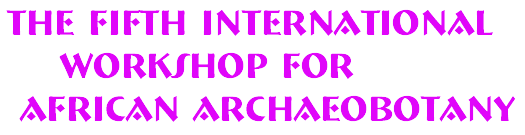 THE FIFTH INTERNATIONAL
WORKSHOP FOR
AFRICAN ARCHAEOBOTANY